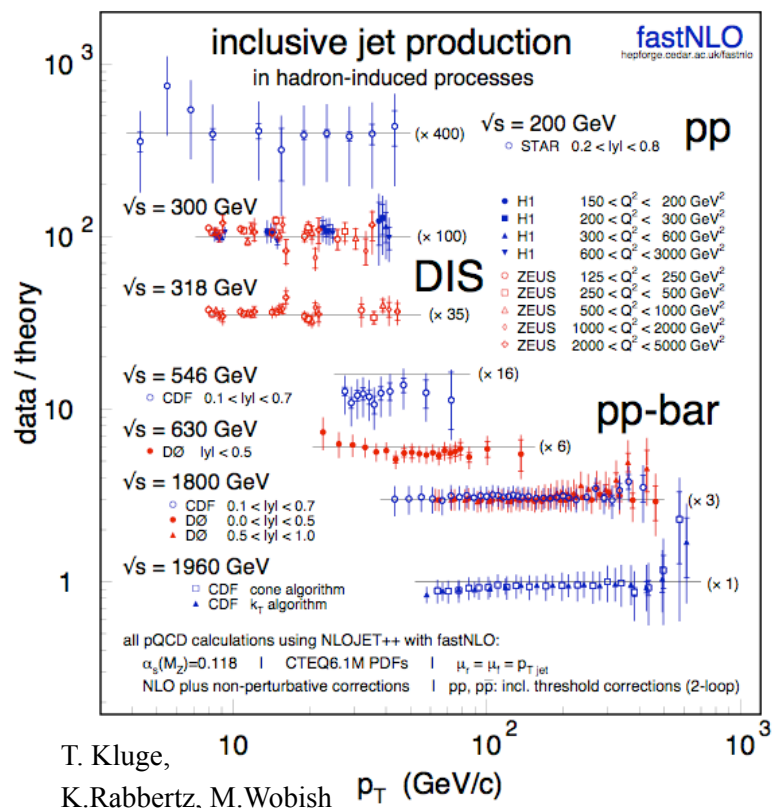 inclusive jet production
in hadron-induced processes
fastNLO
hepforge.cedar.ac.uk/fastnlo
data / theory
10³
10²
10
1
(× 400)
√s = 200 GeV
STAR 0.2 < |y| < 0.8
pp
√s = 300 GeV
(× 100)
DIS
√s = 318 GeV
(× 35)
H1 150 < Q² < 200 GeV²
H1 200 < Q² < 300 GeV²
H1 300 < Q² < 600 GeV²
H1 600 < Q² < 3000 GeV²
ZEUS 125 < Q² < 250 GeV²
ZEUS 250 < Q² < 500 GeV²
ZEUS 500 < Q² < 1000 GeV²
ZEUS 1000 < Q² < 2000 GeV²
ZEUS 2000 < Q² < 5000 GeV²
√s = 546 GeV
CDF 0.1 < |y| < 0.7
(× 16)
pp-bar
√s = 630 GeV
DØ |y| < 0.5
(× 6)
√s = 1800 GeV
CDF 0.1 < |y| < 0.7
DØ 0.0 < |y| < 0.5
DØ 0.5 < |y| < 1.0
(× 3)
√s = 1960 GeV
CDF cone algorithm
CDF k_T algorithm
(× 1)
all pQCD calculations using NLOJET++ with fastNLO:
α_s(M_Z)=0.118 | CTEQ6.1M PDFs | μ_r = μ_f = p_T jet
NLO plus non-perturbative corrections | pp, pp̅: incl. threshold corrections (2-loop)
10
10²
10³
p_T (GeV/c)
T. Kluge,
K.Rabbertz, M.Wobish